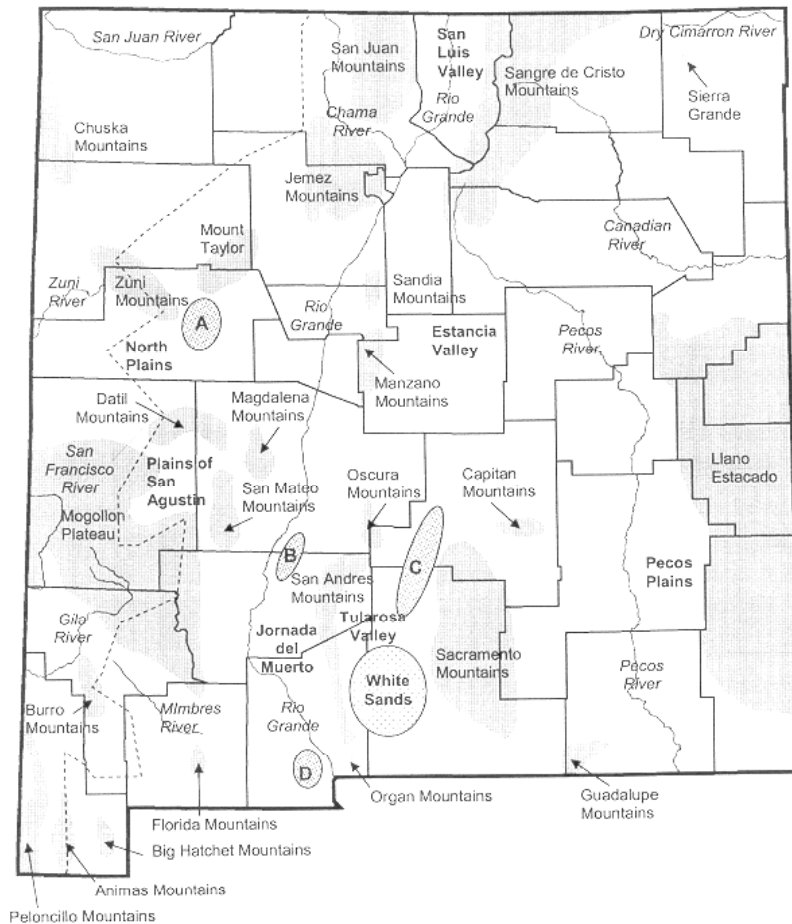 San Juan River
San Juan
Mountains
San
Luis
Valley
Dry Cimarron River
Sangre de Cristo
Mountains
Sierra
Grande
Rio
Grande
Chama
River
Chuska
Mountains
Jemez
Mountains
Mount
Taylor
Canadian
River
Zuni
River
Zuni
Mountains
A
Sandia
Mountains
Rio
Grande
Estancia
Valley
Pecos
River
North
Plains
Manzano
Mountains
Datil
Mountains
Magdalena
Mountains
San
Francisco
River
Plains of
San
Agustin
Llano
Estacado
San Mateo
Mountains
Oscura
Mountains
Capitan
Mountains
Mogollon
Plateau
B
C
Pecos
Plains
San Andres
Mountains
Gila
River
Tularosa
Valley
Jornada
del
Muerto
Sacramento
Mountains
White
Sands
Pecos
River
Burro
Mountains
MImbres
River
Rio
Grande
D
Organ Mountains
Guadalupe
Mountains
Florida Mountains
Big Hatchet Mountains
Animas Mountains
Peloncillo Mountains